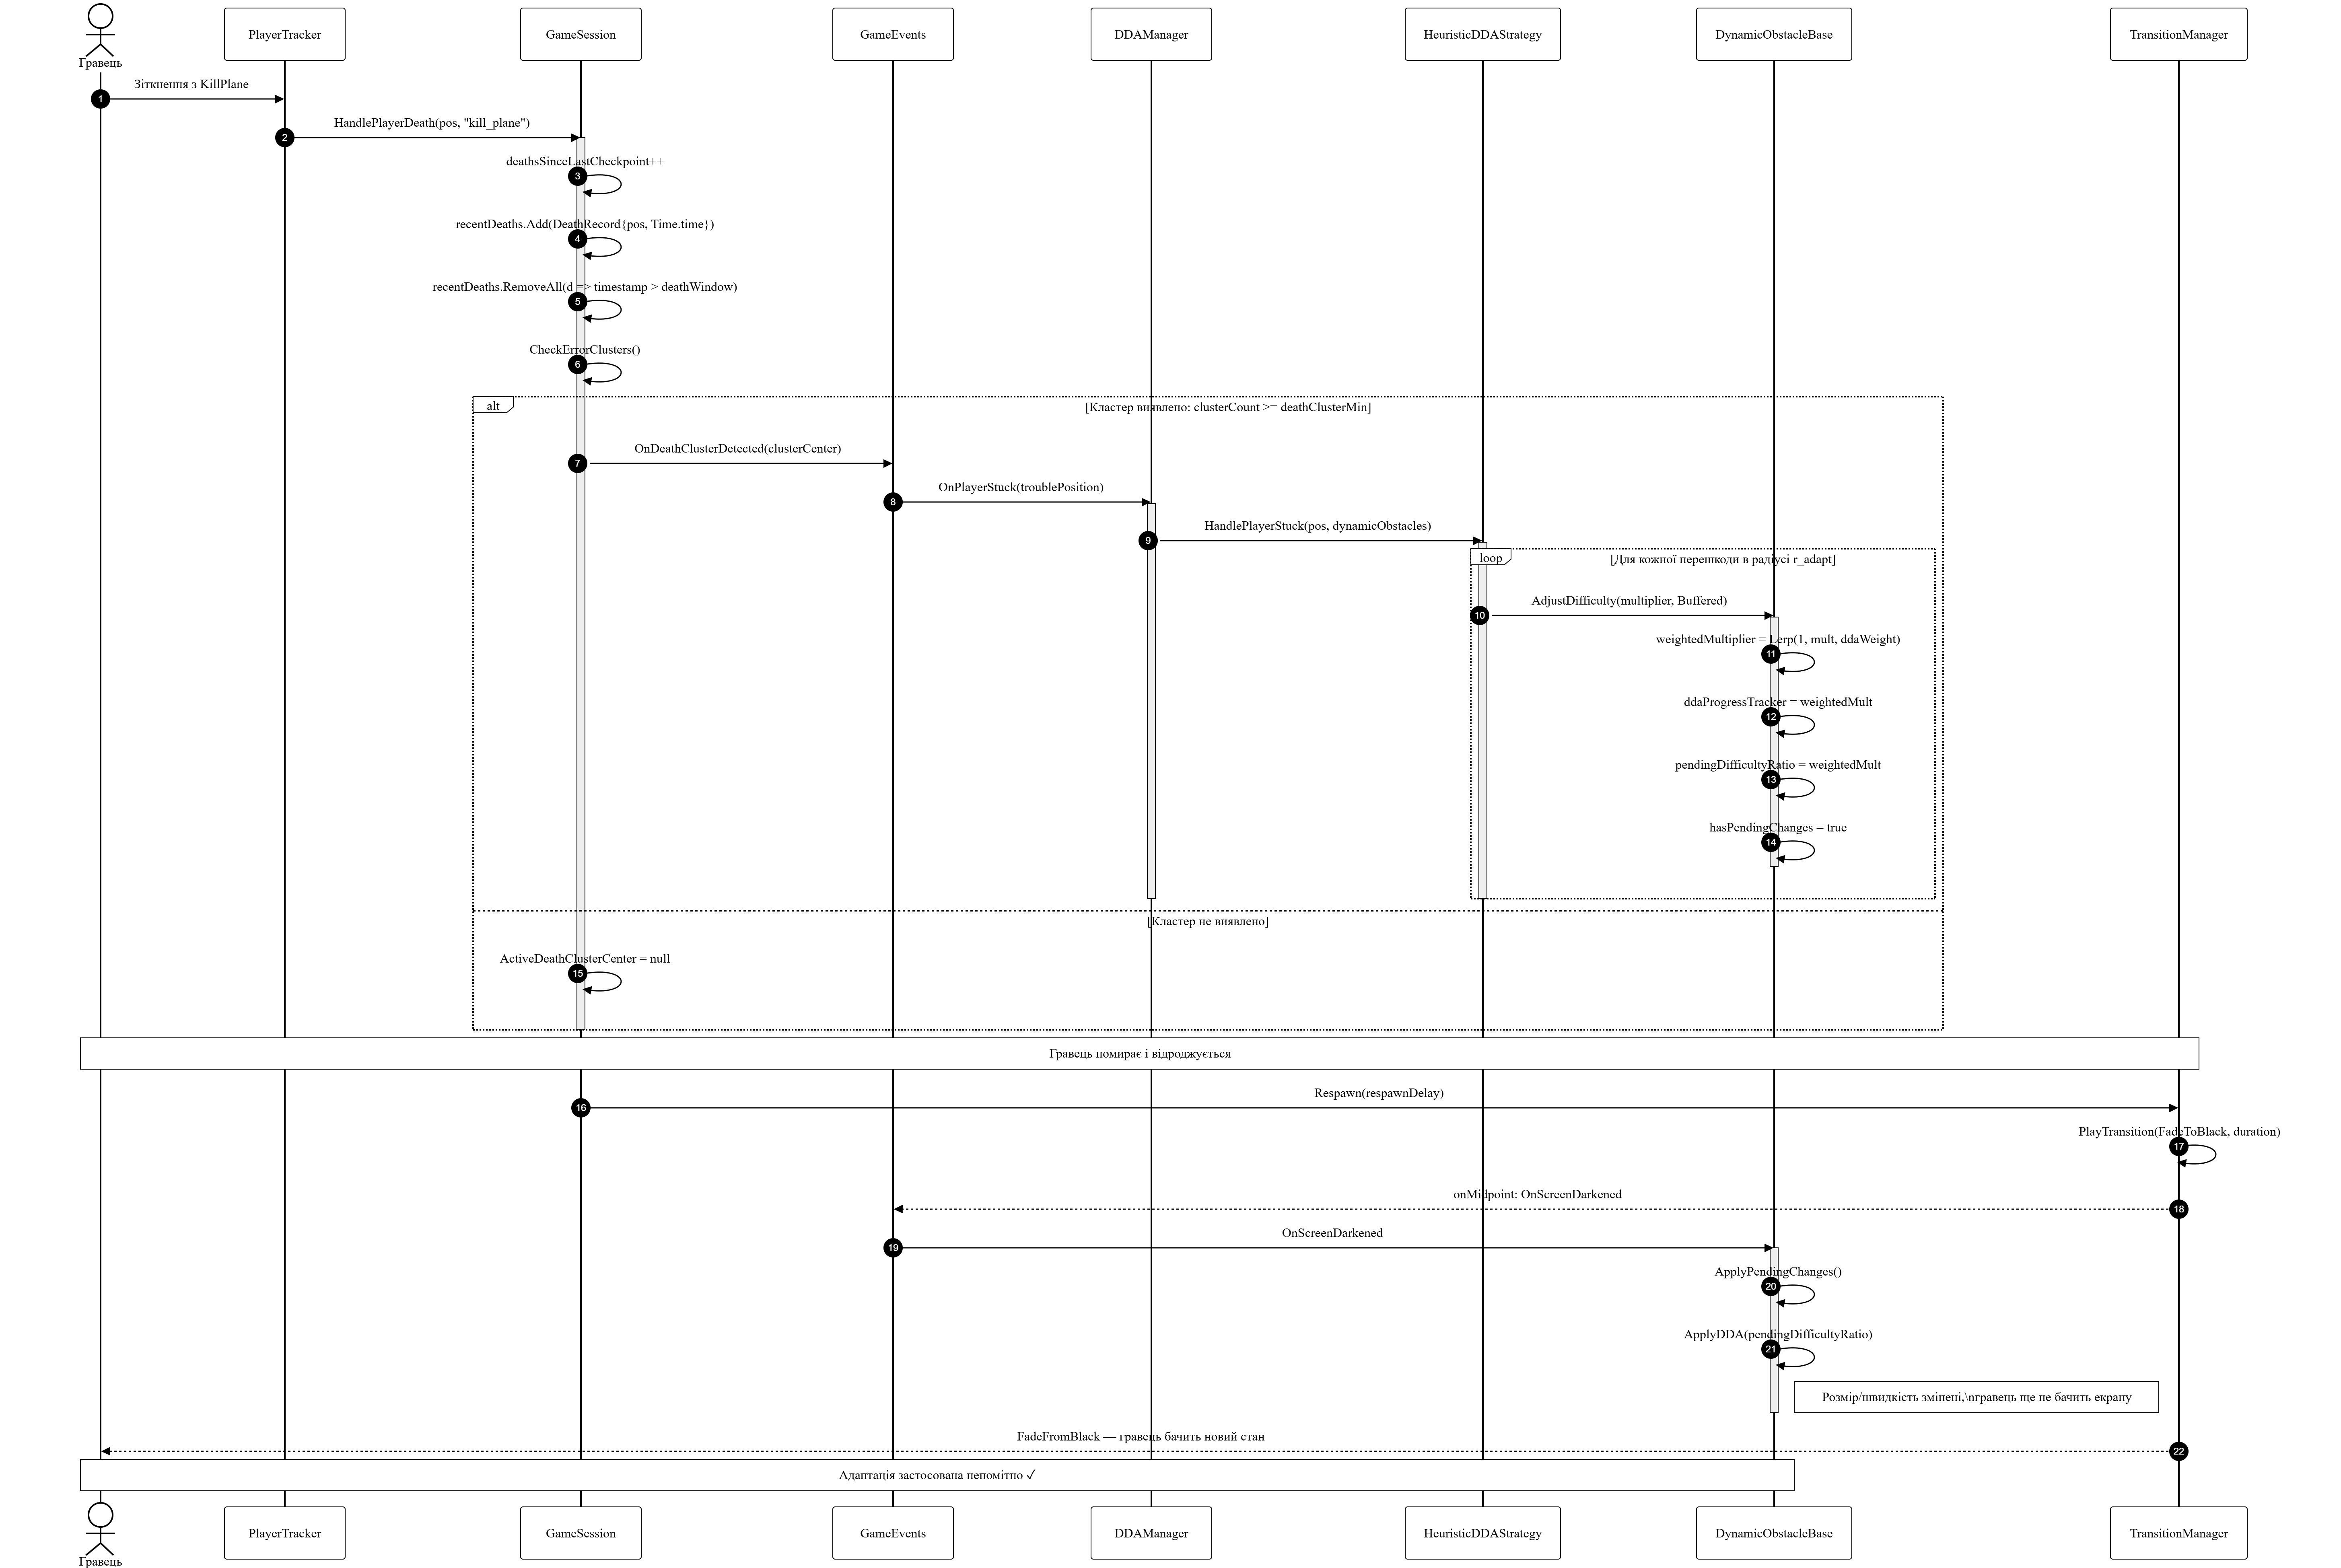 Гравець
PlayerTracker
GameSession
GameEvents
DDAManager
HeuristicDDAStrategy
DynamicObstacleBase
TransitionManager
Зіткнення з KillPlane
1
HandlePlayerDeath(pos, "kill_plane")
2
deathsSinceLastCheckpoint++
3
recentDeaths.Add(DeathRecord{pos, Time.time})
4
recentDeaths.RemoveAll(d => timestamp > deathWindow)
5
CheckErrorClusters()
6
alt
[Кластер виявлено: clusterCount >= deathClusterMin]
OnDeathClusterDetected(clusterCenter)
7
OnPlayerStuck(troublePosition)
8
HandlePlayerStuck(pos, dynamicObstacles)
9
loop
[Для кожної перешкоди в радіусі r_adapt]
AdjustDifficulty(multiplier, Buffered)
10
weightedMultiplier = Lerp(1, mult, ddaWeight)
11
ddaProgressTracker = weightedMult
12
pendingDifficultyRatio = weightedMult
13
hasPendingChanges = true
14
[Кластер не виявлено]
ActiveDeathClusterCenter = null
15
Гравець помирає і відроджується
Respawn(respawnDelay)
16
PlayTransition(FadeToBlack, duration)
17
onMidpoint: OnScreenDarkened
18
OnScreenDarkened
19
ApplyPendingChanges()
20
ApplyDDA(pendingDifficultyRatio)
21
Розмір/швидкість змінені,\nгравець ще не бачить екрану
FadeFromBlack — гравець бачить новий стан
22
Адаптація застосована непомітно ✓
Гравець
PlayerTracker
GameSession
GameEvents
DDAManager
HeuristicDDAStrategy
DynamicObstacleBase
TransitionManager